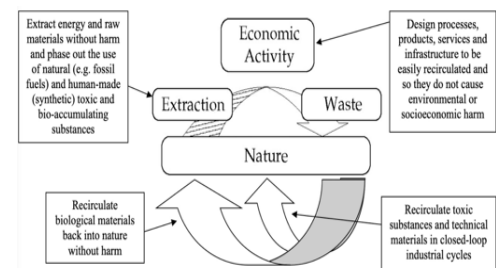 Extract energy and raw
materials without harm
and phase out the use
of natural (e.g. fossil
fuels) and human-made
(synthetic) toxic and
bio-accumulating
substances
Economic
Activity
Design processes,
products, services and
infrastructure to be
easily recirculated and
so they do not cause
environmental or
socioeconomic harm
Extraction
Waste
Nature
Recirculate
biological materials
back into nature
without harm
Recirculate toxic
substances and technical
materials in closed-loop
industrial cycles